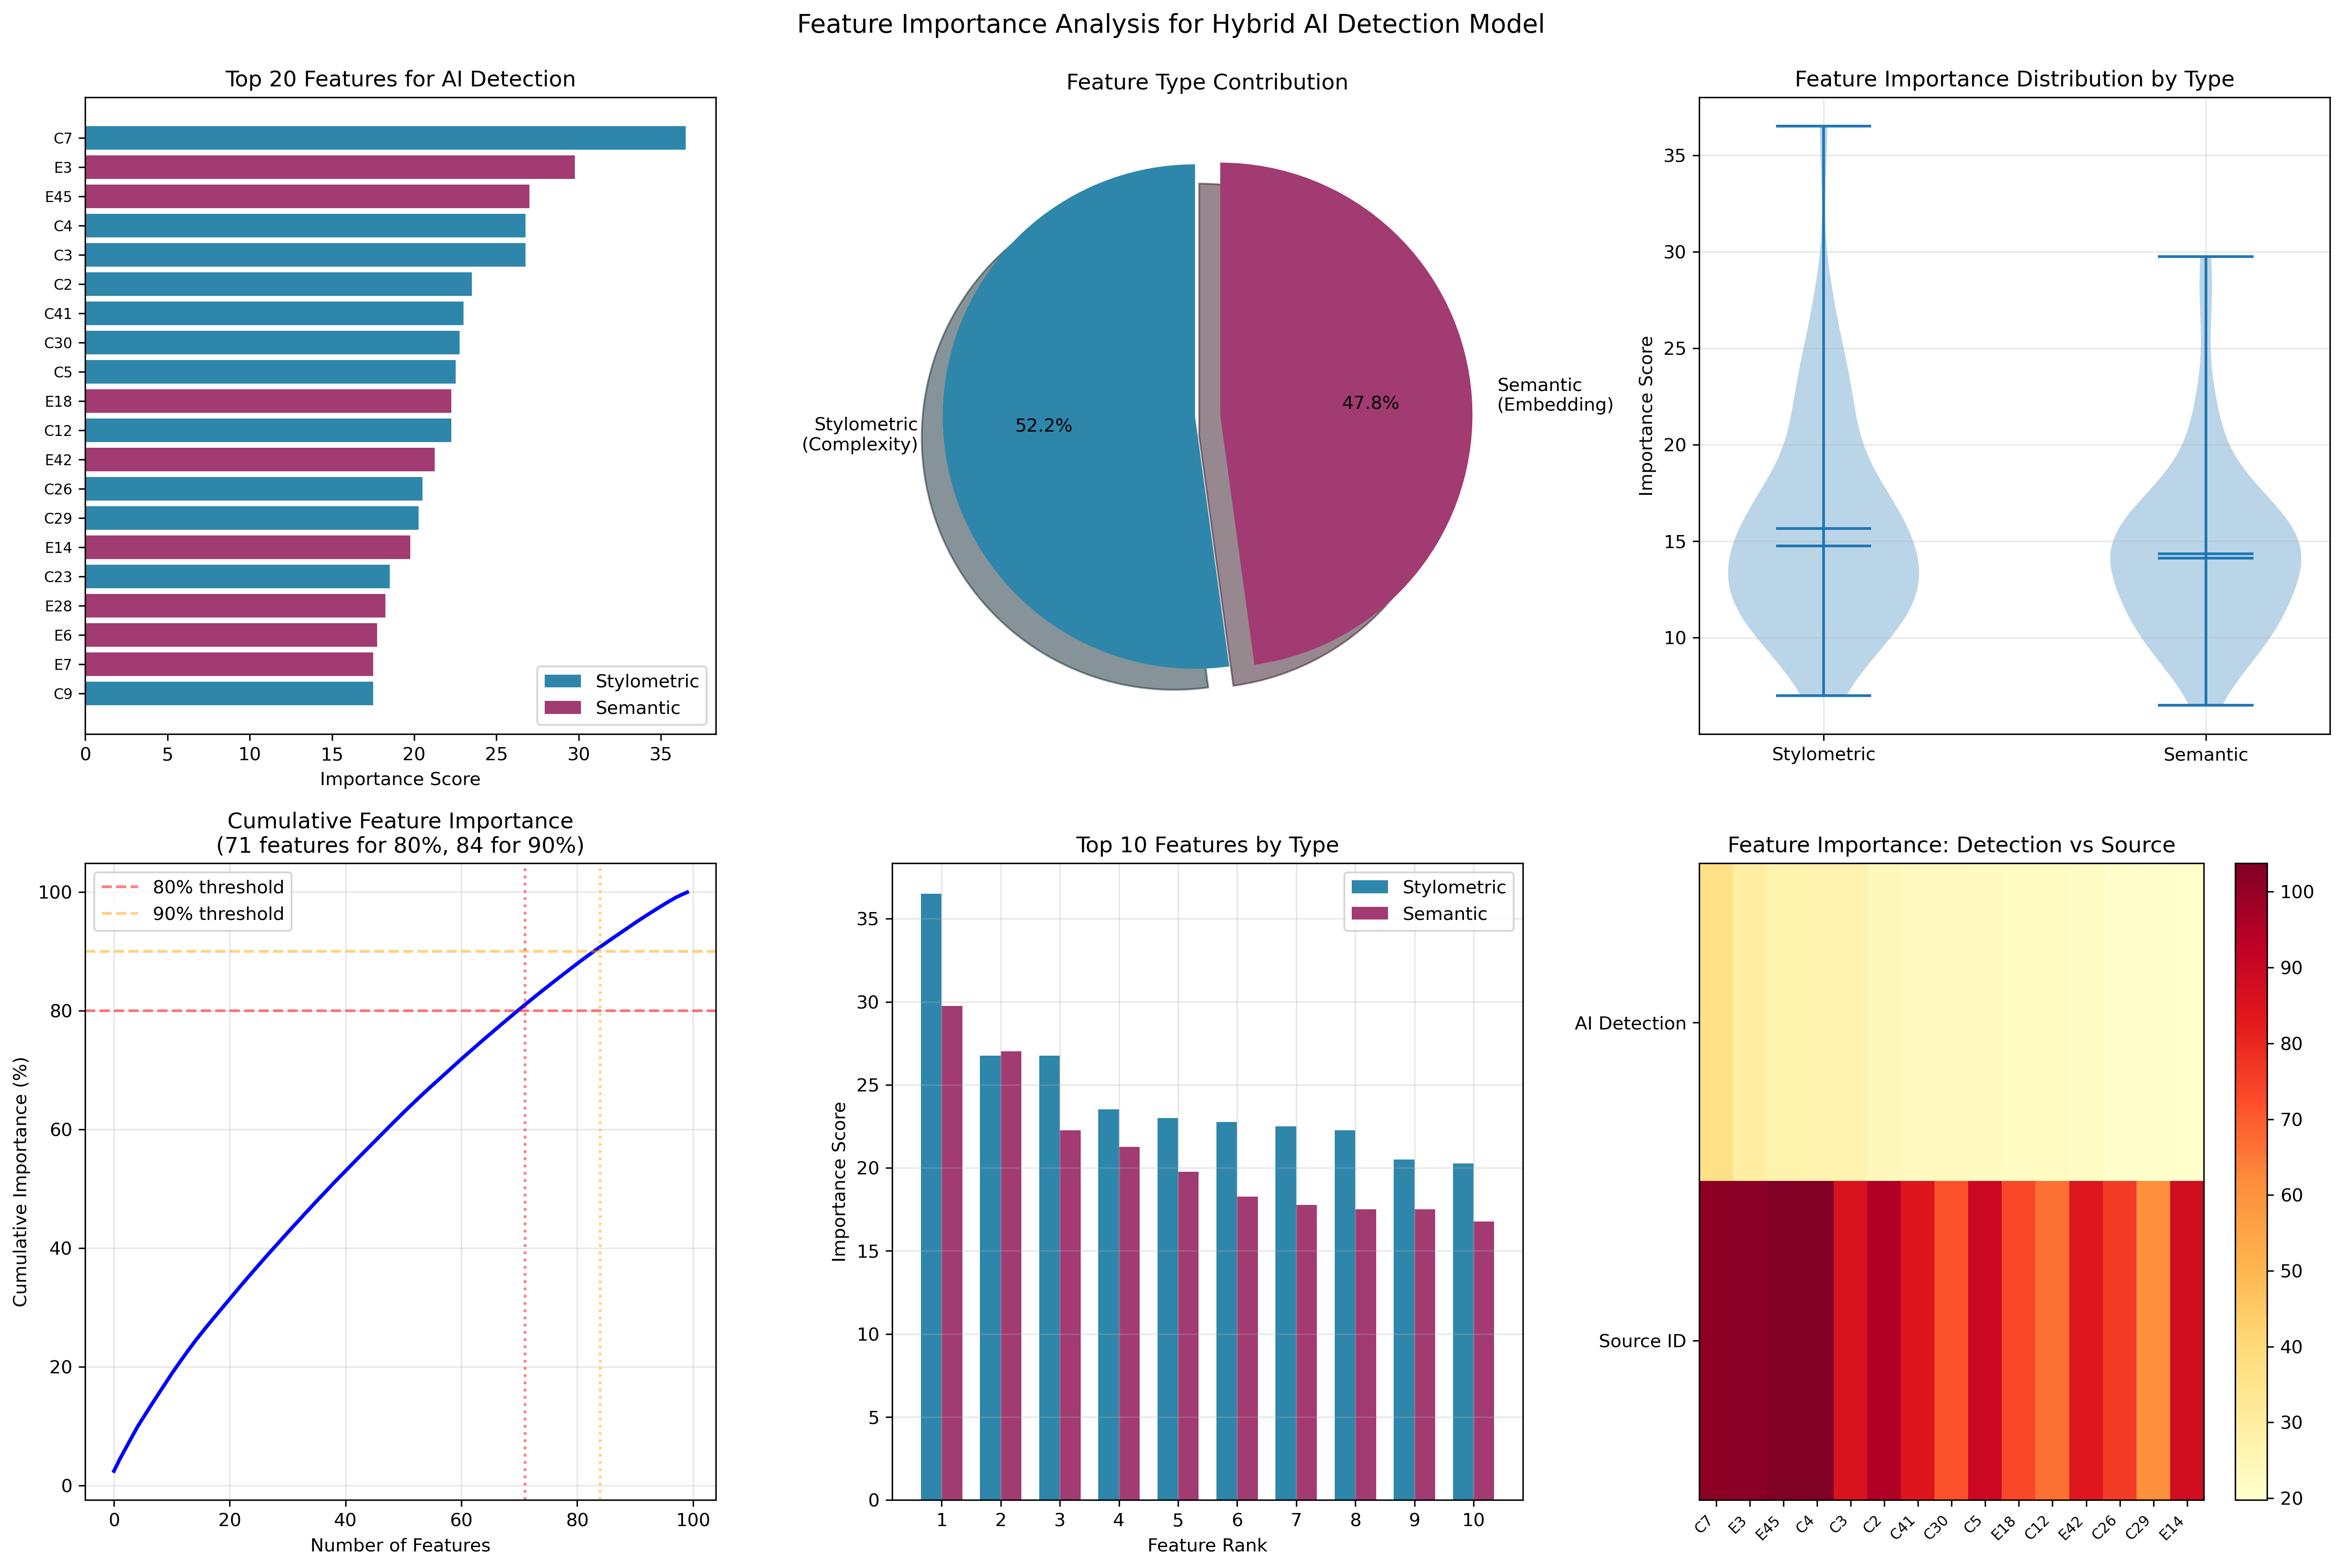 Feature Importance Analysis for Hybrid AI Detection Model
Top 20 Features for AI Detection
C7
E3
E45
C4
C3
C2
C41
C30
C5
E18
C12
E42
C26
C29
E14
C23
E28
E6
E7
C9
Stylometric
Semantic
0 5 10 15 20 25 30 35
Importance Score
Feature Type Contribution
Stylometric
(Complexity)
52.2%
47.8%
Semantic
(Embedding)
Feature Importance Distribution by Type
Importance Score
35
30
25
20
15
10
Stylometric Semantic
Cumulative Feature Importance
(71 features for 80%, 84 for 90%)
80% threshold
90% threshold
Cumulative Importance (%)
100
80
60
40
20
0
0 20 40 60 80 100
Number of Features
Top 10 Features by Type
Stylometric
Semantic
Importance Score
35
30
25
20
15
10
5
0
1 2 3 4 5 6 7 8 9 10
Feature Rank
Feature Importance: Detection vs Source
AI Detection
Source ID
C7 E3 E45 C4 C3 C2 C41 C30 C5 E18 C12 E42 C26 C29 E14
100
90
80
70
60
50
40
30
20